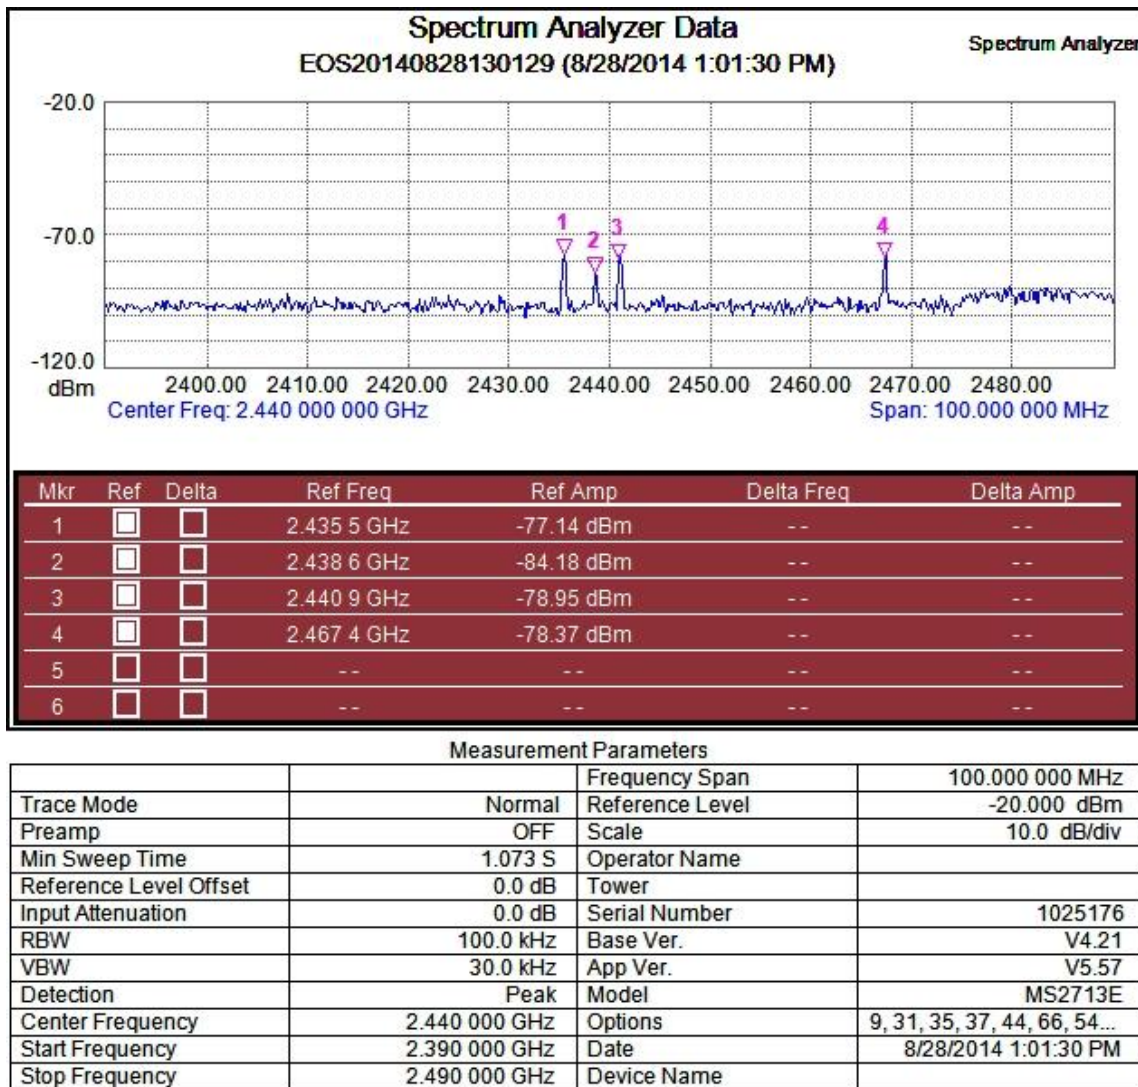 Spectrum Analyzer Data
Spectrum Analyzer
EOS20140828130129 (8/28/2014 1:01:30 PM)
-20.0
1 2 3 4
-70.0
-120.0
dBm 2400.00 2410.00 2420.00 2430.00 2440.00 2450.00 2460.00 2470.00 2480.00
Center Freq: 2.440 000 000 GHz Span: 100.000 000 MHz
Mkr Ref Delta Ref Freq Ref Amp Delta Freq Delta Amp
1 2.435 5 GHz -77.14 dBm -- --
2 2.438 6 GHz -84.18 dBm -- --
3 2.440 9 GHz -78.95 dBm -- --
4 2.467 4 GHz -78.37 dBm -- --
5 -- -- -- --
6 -- -- -- --
Measurement Parameters
Frequency Span 100.000 000 MHz
Trace Mode Normal Reference Level -20.000 dBm
Preamp OFF Scale 10.0 dB/div
Min Sweep Time 1.073 S Operator Name
Reference Level Offset 0.0 dB Tower
Input Attenuation 0.0 dB Serial Number 1025176
RBW 100.0 kHz Base Ver. V4.21
VBW 30.0 kHz App Ver. V5.57
Detection Peak Model MS2713E
Center Frequency 2.440 000 GHz Options 9, 31, 35, 37, 44, 66, 54...
Start Frequency 2.390 000 GHz Date 8/28/2014 1:01:30 PM
Stop Frequency 2.490 000 GHz Device Name